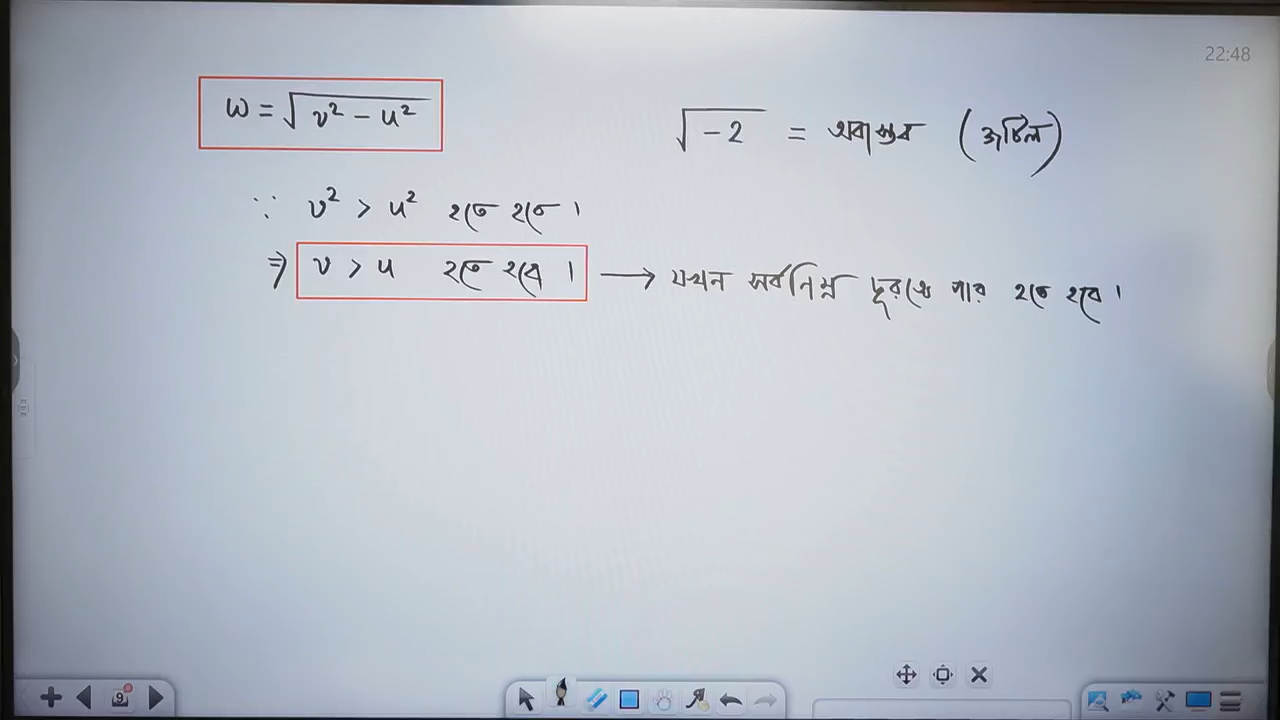 22:48
w = √(v² − u²)
√−2 = অবাস্তব (জটিল)
∵ v² > u² হতে হবে।
⇒ v > u হতে হবে। ⟶ যখন সর্বনিম্ন দূরত্বে পার হতে হবে।
9